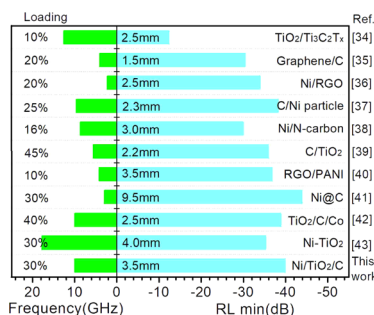 Loading Ref.
10% 2.5mm TiO2/Ti3C2Tx [34]
20% 1.5mm Graphene/C [35]
20% 2.5mm Ni/RGO [36]
25% 2.3mm C/Ni particle [37]
16% 3.0mm Ni/N-carbon [38]
45% 2.2mm C/TiO2 [39]
10% 3.5mm RGO/PANI [40]
30% 9.5mm Ni@C [41]
40% 2.5mm TiO2/C/Co [42]
30% 4.0mm Ni-TiO2 [43]
30% 3.5mm Ni/TiO2/C This work
20 10 0 -10 -20 -30 -40 -50
Frequency(GHz) RL min(dB)